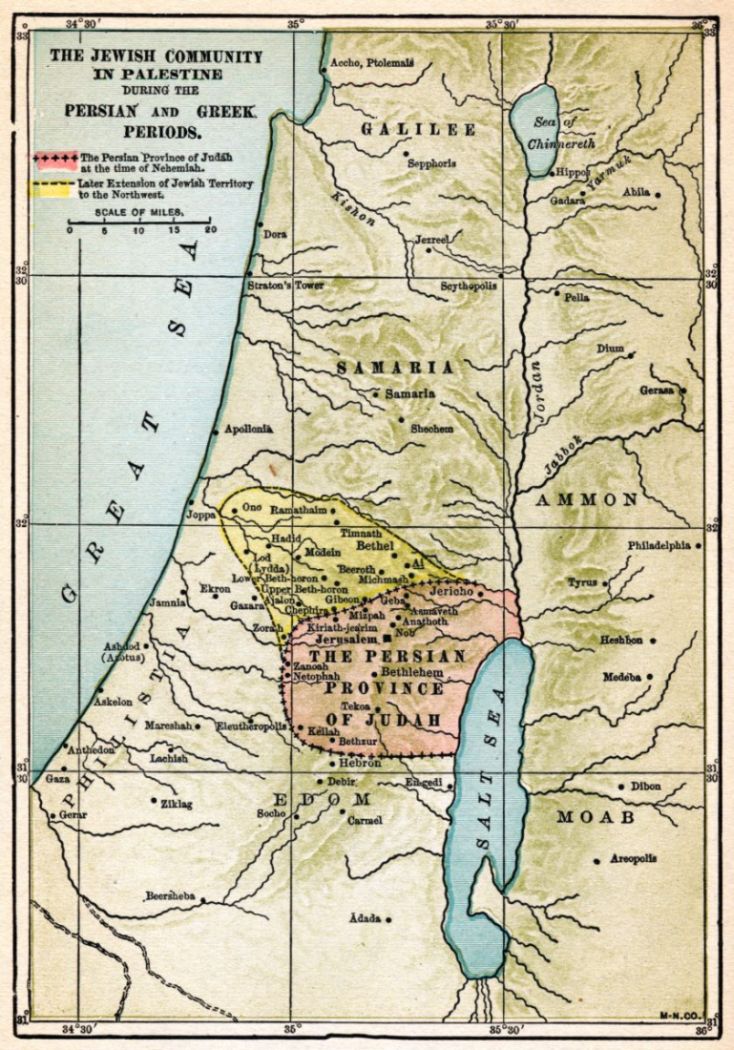 34°30'
35°
35°30'
36°
33°
33°
THE JEWISH COMMUNITY
IN PALESTINE
DURING THE
PERSIAN AND GREEK
PERIODS.
The Persian Province of Judah
at the time of Nehemiah.
Later Extension of Jewish Territory
to the Northwest.
SCALE OF MILES.
0 5 10 15 20
Accho, Ptolemais
GALILEE
Sepphoris
Sea of
Chinnereth
Hippos
Yarmuk
Gadara
Abila
Kishon
Dora
Jezreel
32°
30
32°
30
Straton's Tower
Scythopolis
Pella
GREAT SEA
SAMARIA
Samaria
Shechem
Dium
Gerasa
Jordan
Jabbok
Apollonia
AMMON
Joppa
Ono
Ramathaim
32°
32°
Timnath
Hadid
Modein
Bethel
Philadelphia
Lod
(Lydda)
Beeroth
Ai
Lower Beth-horon
Michmash
Upper Beth-horon
Tyrus
Jamnia
Ekron
Gazara
Ajalon
Gibeon
Geba
Jericho
Chephira
Mizpah
Asmaveth
Anathoth
Kiriath-jearim
Nob
Zorah
Jerusalem
Heshbon
Ashdod
(Azotus)
THE PERSIAN
PROVINCE
OF JUDAH
Zanoah
Netophah
Bethlehem
Medeba
Askelon
Tekoa
PHILISTIA
Mareshah
Eleutheropolis
Keilah
Bethzur
Anthedon
Lachish
Hebron
31°
30
31°
30
Gaza
Debir
En-gedi
SALT SEA
Dibon
Ziklag
EDOM
Gerar
Socho
Carmel
MOAB
Areopolis
Beersheba
Adada
31°
31°
M.-N. CO.
34°30'
35°
35°30'